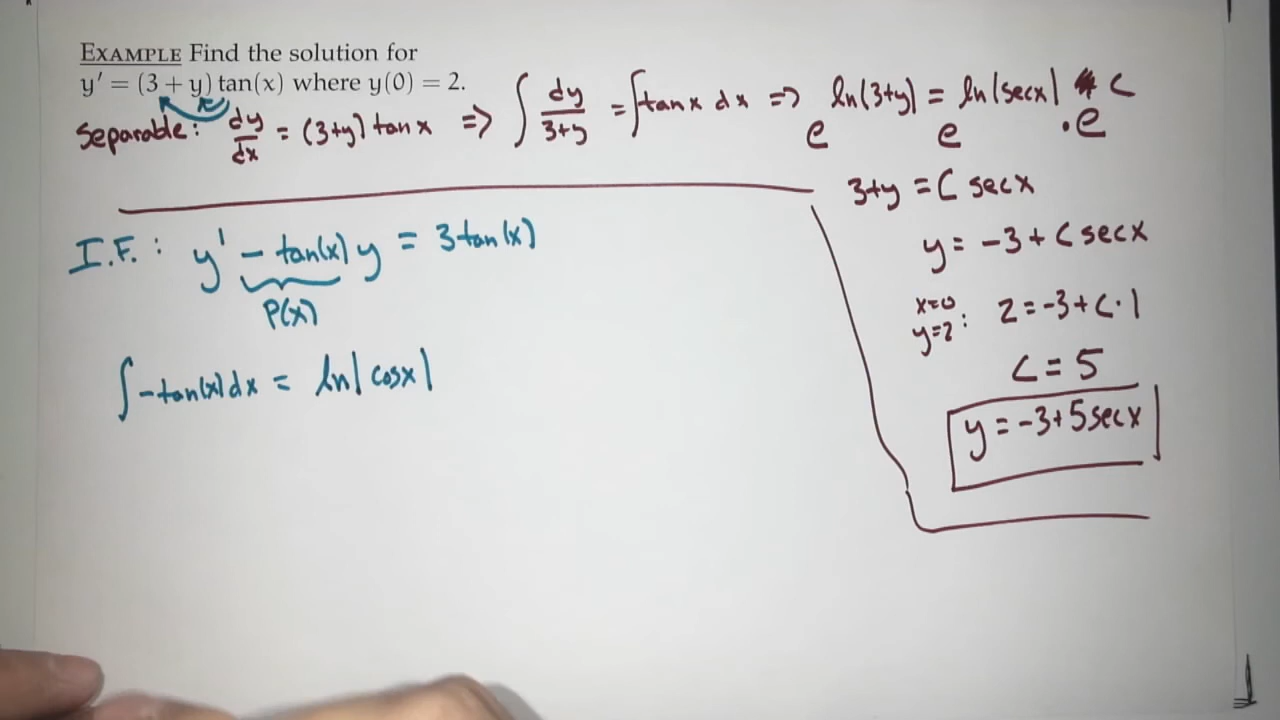 EXAMPLE Find the solution for
y′ = (3 + y) tan(x) where y(0) = 2.
Separable: dy/dx = (3+y) tan x => ∫ dy/(3+y) = ∫ tan x dx => e^ln(3+y) = e^ln|sec x| · e^C
3+y = C sec x
y = -3 + C sec x
x=0
y=2 : 2 = -3 + C · 1
C = 5
y = -3 + 5 sec x
I.F. : y' - tan(x) y = 3 tan(x)
P(x)
∫ -tan(x) dx = ln|cos x|